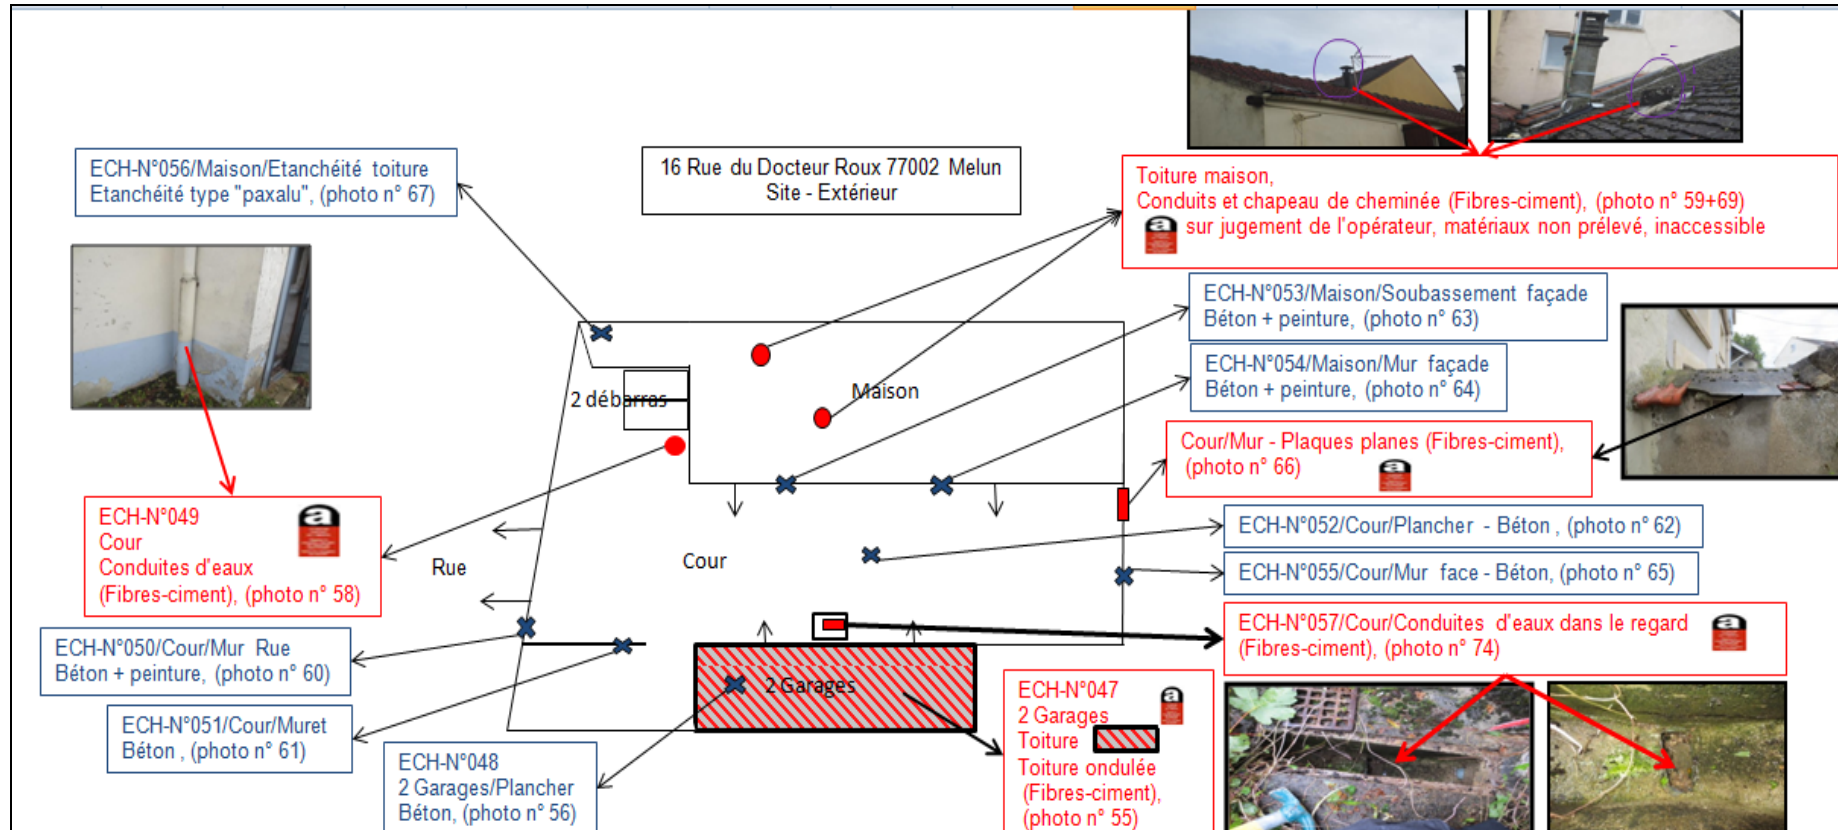 16 Rue du Docteur Roux 77002 Melun
Site - Extérieur
ECH-N°056/Maison/Etanchéité toiture
Etanchéité type "paxalu", (photo n° 67)
Toiture maison,
Conduits et chapeau de cheminée (Fibres-ciment), (photo n° 59+69)
a
sur jugement de l'opérateur, matériaux non prélevé, inaccessible
ECH-N°053/Maison/Soubassement façade
Béton + peinture, (photo n° 63)
ECH-N°054/Maison/Mur façade
Béton + peinture, (photo n° 64)
2 débarras
Maison
Cour/Mur - Plaques planes (Fibres-ciment),
(photo n° 66)
a
ECH-N°049
a
Cour
Conduites d'eaux
(Fibres-ciment), (photo n° 58)
Rue
Cour
ECH-N°052/Cour/Plancher - Béton , (photo n° 62)
ECH-N°055/Cour/Mur face - Béton, (photo n° 65)
ECH-N°057/Cour/Conduites d'eaux dans le regard
(Fibres-ciment), (photo n° 74)
a
ECH-N°050/Cour/Mur Rue
Béton + peinture, (photo n° 60)
ECH-N°051/Cour/Muret
Béton , (photo n° 61)
2 Garages
ECH-N°048
2 Garages/Plancher
Béton, (photo n° 56)
ECH-N°047
a
2 Garages
Toiture
Toiture ondulée
(Fibres-ciment),
(photo n° 55)